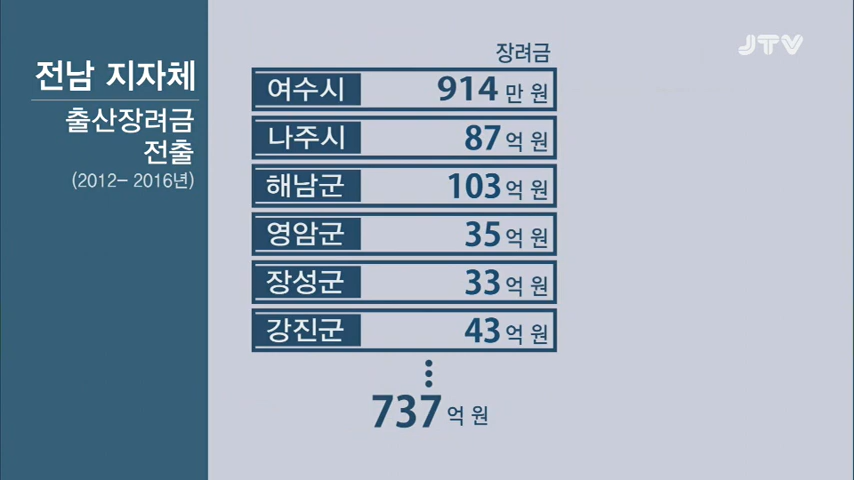 전남 지자체
출산장려금
전출
(2012- 2016년)
JTV
장려금
여수시 914 만 원
나주시 87 억 원
해남군 103 억 원
영암군 35 억 원
장성군 33 억 원
강진군 43 억 원
737 억 원